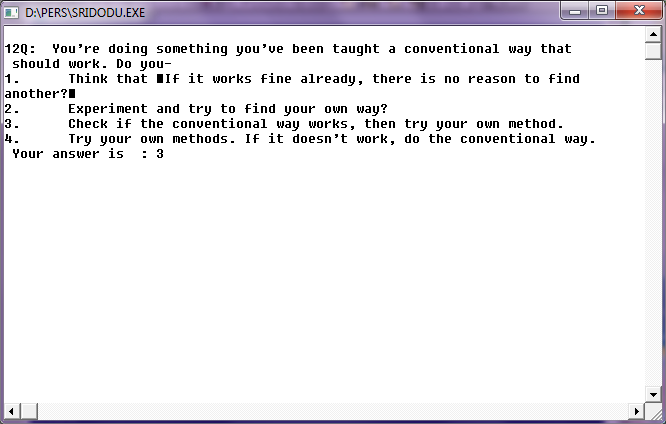 D:\PERS\SRIDODU.EXE
12Q:  You're doing something you've been taught a conventional way that
 should work. Do you-
1.      Think that ■If it works fine already, there is no reason to find
another?■
2.      Experiment and try to find your own way?
3.      Check if the conventional way works, then try your own method.
4.      Try your own methods. If it doesn't work, do the conventional way.
 Your answer is  : 3